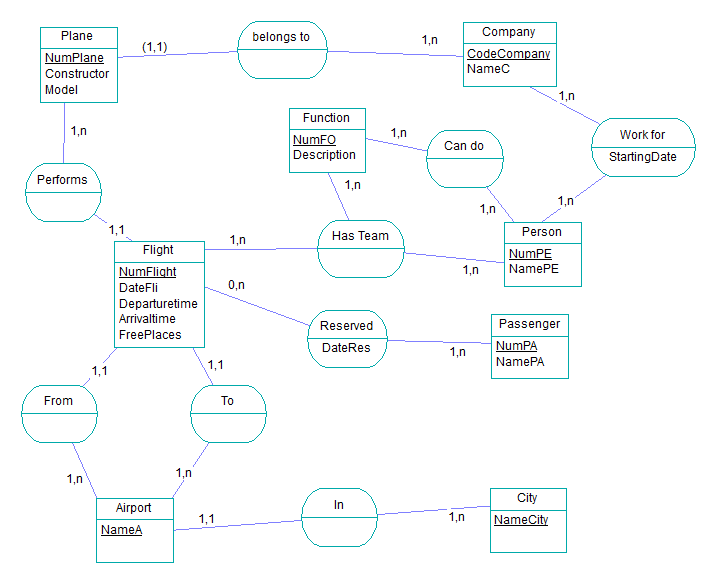 Plane
NumPlane
Constructor
Model
(1,1)
belongs to
1,n
Company
CodeCompany
NameC
1,n
1,n
Function
NumFO
Description
1,n
Can do
Work for
StartingDate
Performs
1,n
1,n
1,n
1,1
Flight
NumFlight
DateFli
Departuretime
Arrivaltime
FreePlaces
1,n
Has Team
1,n
Person
NumPE
NamePE
0,n
Reserved
DateRes
1,n
Passenger
NumPA
NamePA
1,1
1,1
From
To
1,n
1,n
Airport
NameA
1,1
In
1,n
City
NameCity